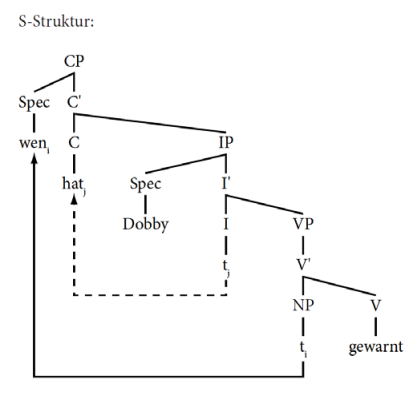 S-Struktur:
CP
Spec C'
wenᵢ C IP
hatⱼ Spec I'
Dobby I VP
tⱼ V'
NP V
tᵢ gewarnt